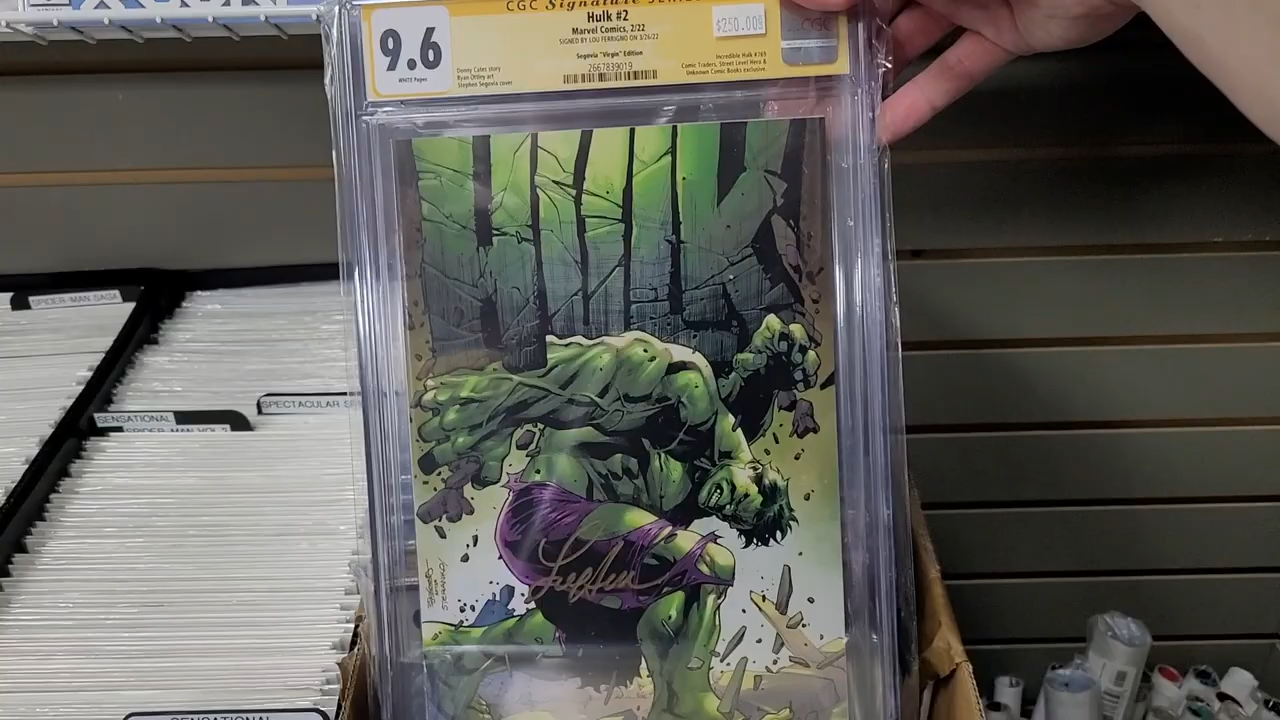 CGC Signature SERIES
Hulk #2
Marvel Comics, 2/22
SIGNED BY LOU FERRIGNO ON 3/26/22
Segovia "Virgin" Edition
2667839019
9.6
WHITE Pages
Donny Cates story
Ryan Ottley art
Stephen Segovia cover
Incredible Hulk #769
Comic Traders, Street Level Hero &
Unknown Comic Books exclusive.
$250.00
CGC
SPIDER-MAN SAGA
SPECTACULAR S
SENSATIONAL
SPIDER-MAN VOL 2
SENSATIONAL